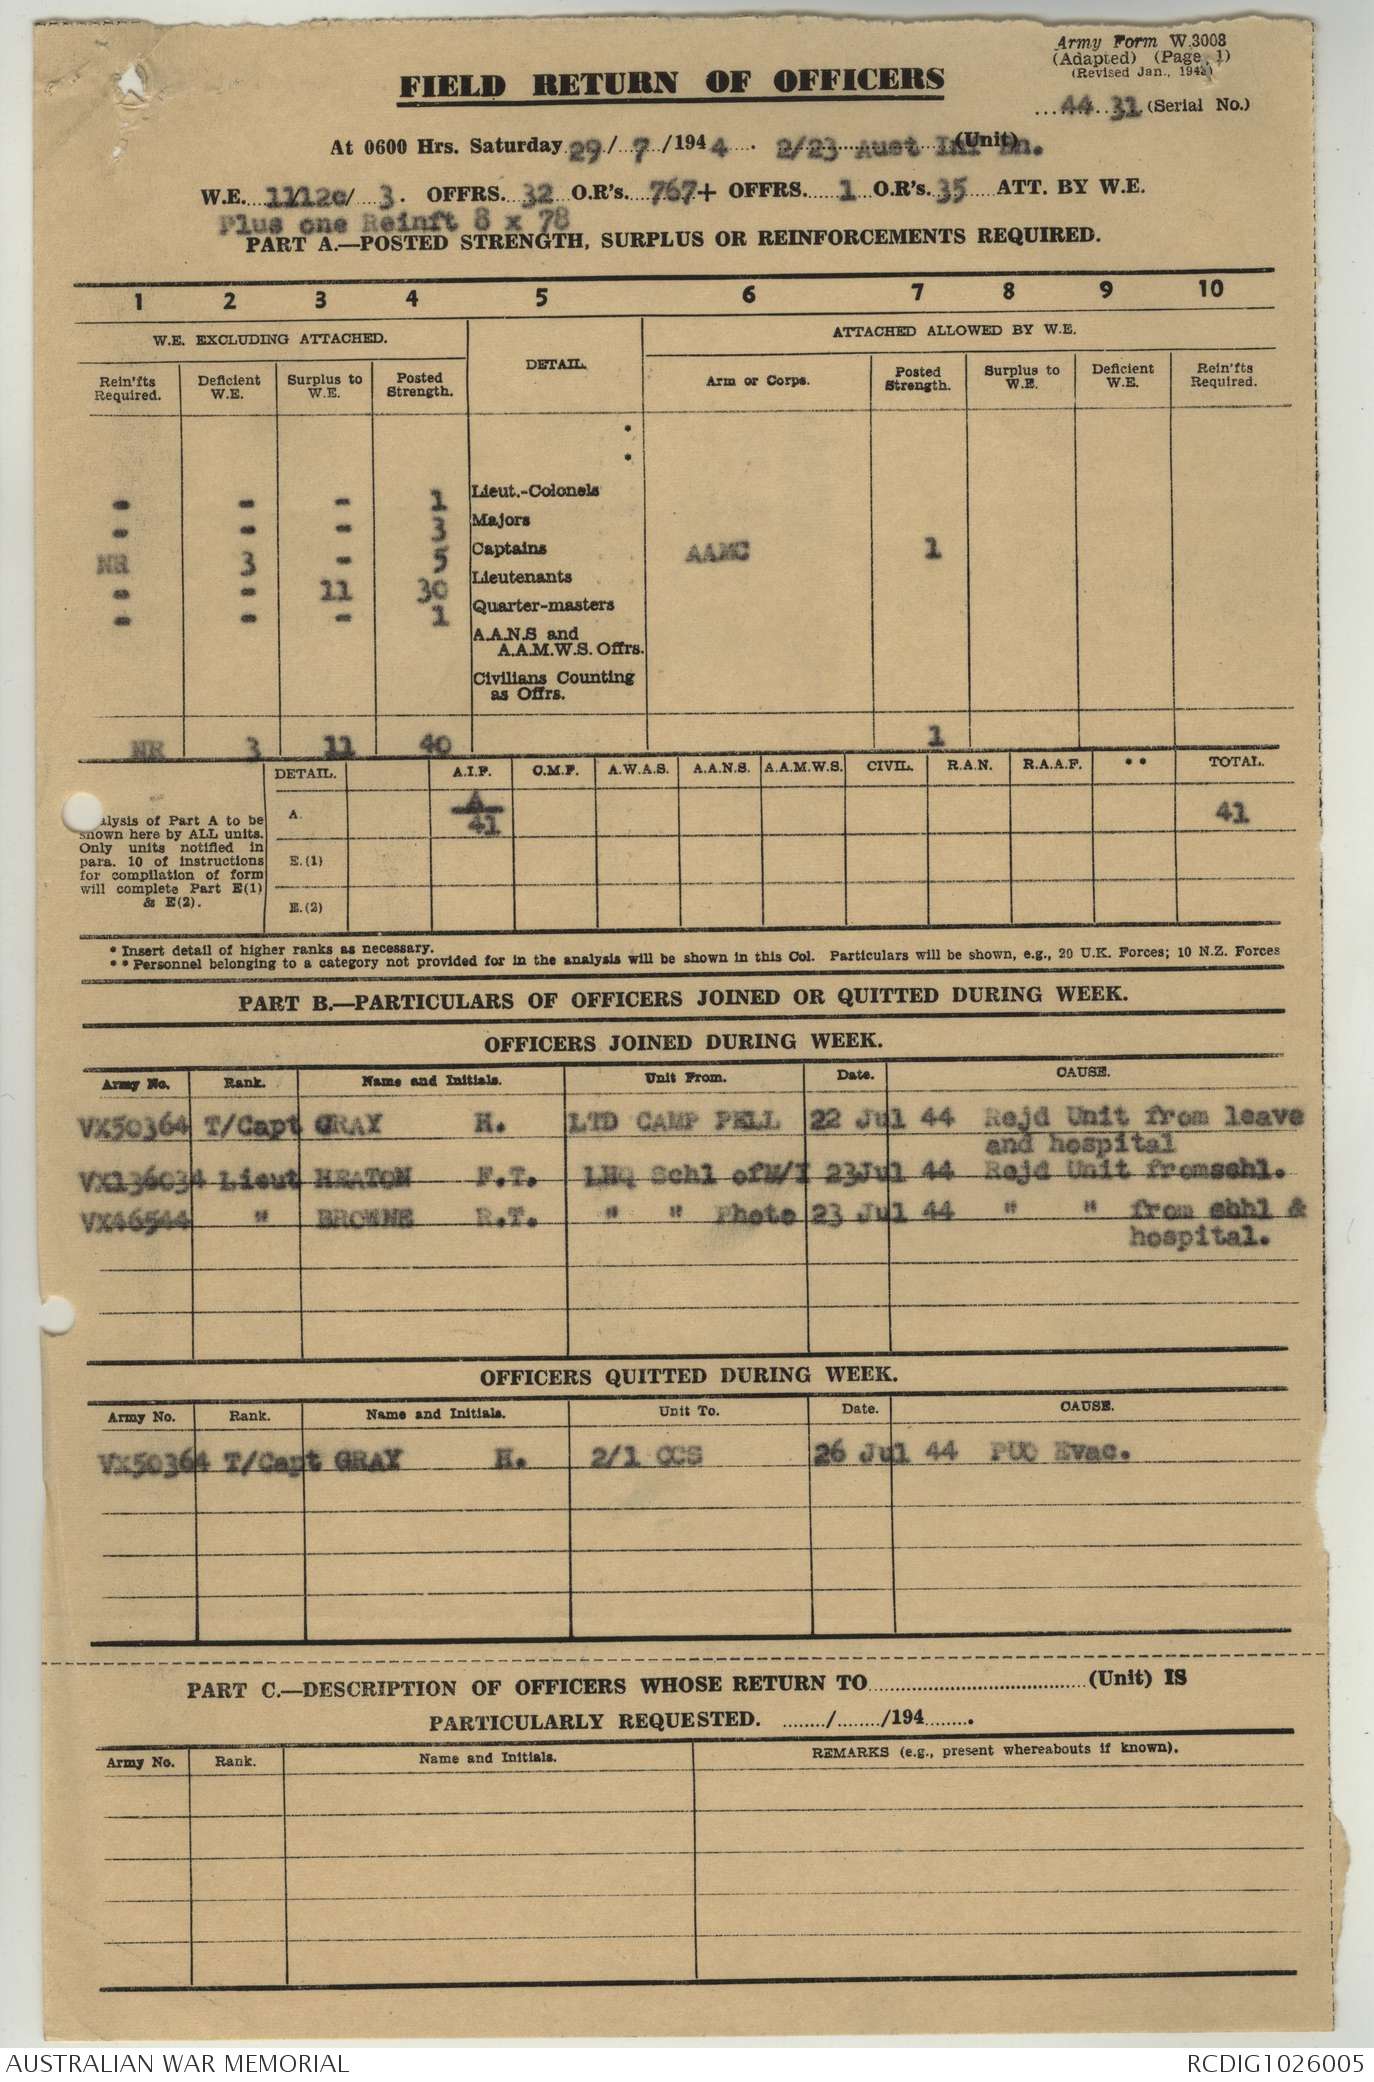 Army Form W.3008
(Adapted) (Page 1)
(Revised Jan., 1943)
FIELD RETURN OF OFFICERS
...44..31 (Serial No.)
At 0600 Hrs. Saturday 29/ 7 /1944 . 2/23 Aust Inf Bn. (Unit)
W.E. 11/12c/ 3. OFFRS. 32 O.R's. 767+ OFFRS. 1 O.R's. 35 ATT. BY W.E.
Plus one Reinft 8 x 78
PART A.—POSTED STRENGTH, SURPLUS OR REINFORCEMENTS REQUIRED.
1 2 3 4 5 6 7 8 9 10
W.E. EXCLUDING ATTACHED. DETAIL. ATTACHED ALLOWED BY W.E.
Rein'fts Required. Deficient W.E. Surplus to W.E. Posted Strength. Arm or Corps. Posted Strength. Surplus to W.E. Deficient W.E. Rein'fts Required.
*
*
- - - 1 Lieut.-Colonels
- - - 3 Majors
NR 3 - 5 Captains AAMC 1
- - 11 30 Lieutenants
- - - 1 Quarter-masters
A.A.N.S and
A.A.M.W.S. Offrs.
Civilians Counting
as Offrs.
NR 3 11 40 1
DETAIL. A.I.F. C.M.F. A.W.A.S. A.A.N.S. A.A.M.W.S. CIVIL. R.A.N. R.A.A.F. * * TOTAL.
alysis of Part A to be
shown here by ALL units.
Only units notified in
para. 10 of instructions
for compilation of form
will complete Part E(1)
& E(2).
A. A 41 41
E.(1)
E.(2)
* Insert detail of higher ranks as necessary.
* * Personnel belonging to a category not provided for in the analysis will be shown in this Col. Particulars will be shown, e.g., 20 U.K. Forces; 10 N.Z. Forces
PART B.—PARTICULARS OF OFFICERS JOINED OR QUITTED DURING WEEK.
OFFICERS JOINED DURING WEEK.
Army No. Rank. Name and Initials. Unit From. Date. CAUSE.
VX50364 T/Capt GRAY H. LTD CAMP PELL 22 Jul 44 Rejd Unit from leave
and hospital
VX136034 Lieut HEATON F.T. LHQ Schl ofM/I 23Jul 44 Rejd Unit fromschl.
VX46544 " BROWNE R.T. " " Photo 23 Jul 44 " " from shhl &
hospital.
OFFICERS QUITTED DURING WEEK.
Army No. Rank. Name and Initials. Unit To. Date. CAUSE.
VX50364 T/Capt GRAY H. 2/1 CCS 26 Jul 44 PUO Evac.
PART C.—DESCRIPTION OF OFFICERS WHOSE RETURN TO..............................(Unit) IS
PARTICULARLY REQUESTED. ......../......../194........
Army No. Rank. Name and Initials. REMARKS (e.g., present whereabouts if known).
AUSTRALIAN WAR MEMORIAL
RCDIG1026005